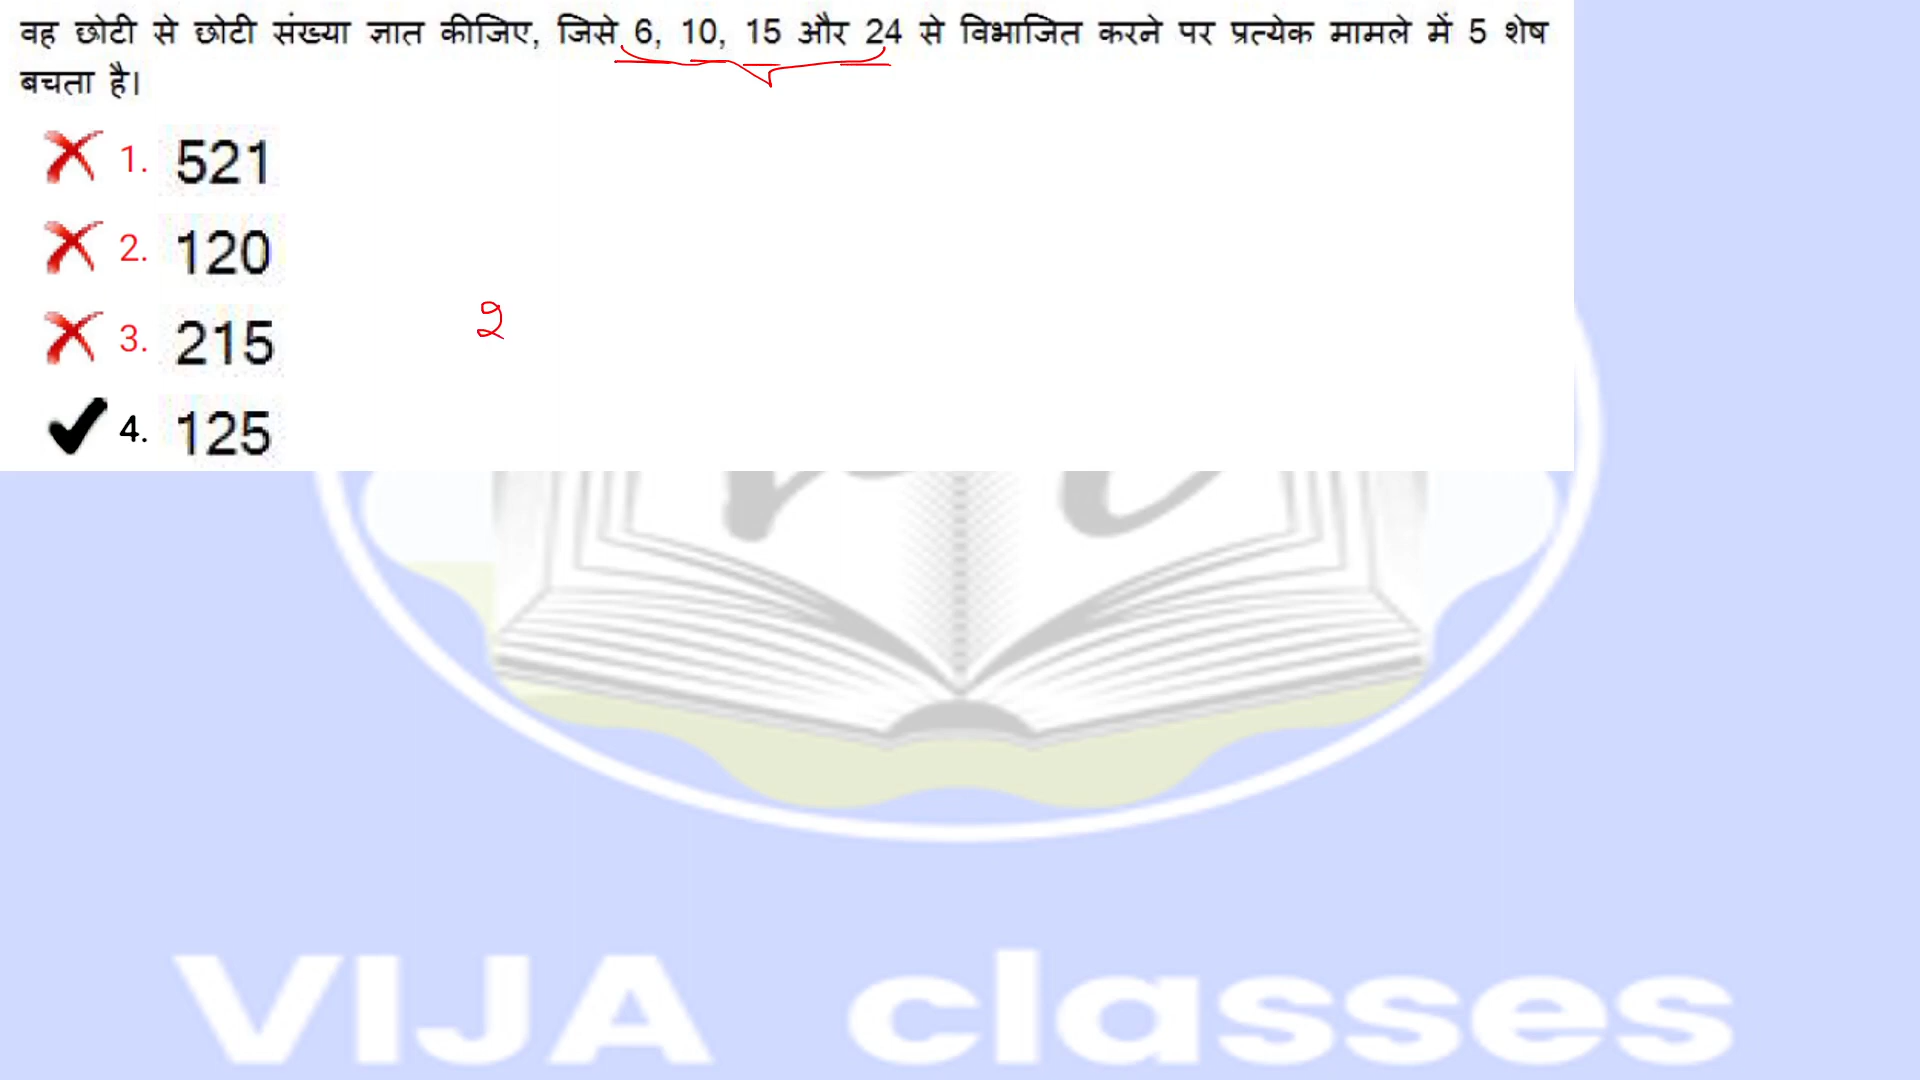 वह छोटी से छोटी संख्या ज्ञात कीजिए, जिसे 6, 10, 15 और 24 से विभाजित करने पर प्रत्येक मामले में 5 शेष
बचता है।
1. 521
2. 120
3. 215
2
4. 125
VIJA classes